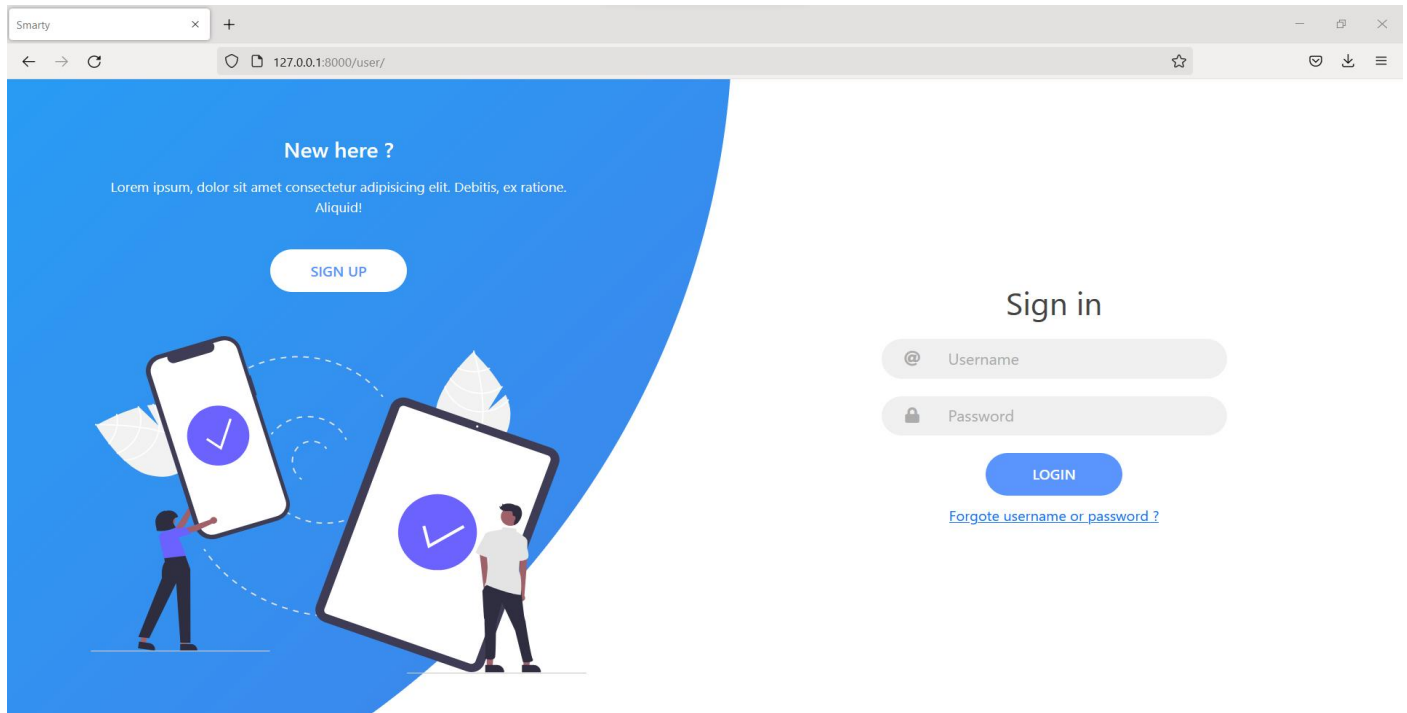 Smarty
127.0.0.1:8000/user/
New here ?
Lorem ipsum, dolor sit amet consectetur adipisicing elit. Debitis, ex ratione.
Aliquid!
SIGN UP
Sign in
@ Username
Password
LOGIN
Forgote username or password ?